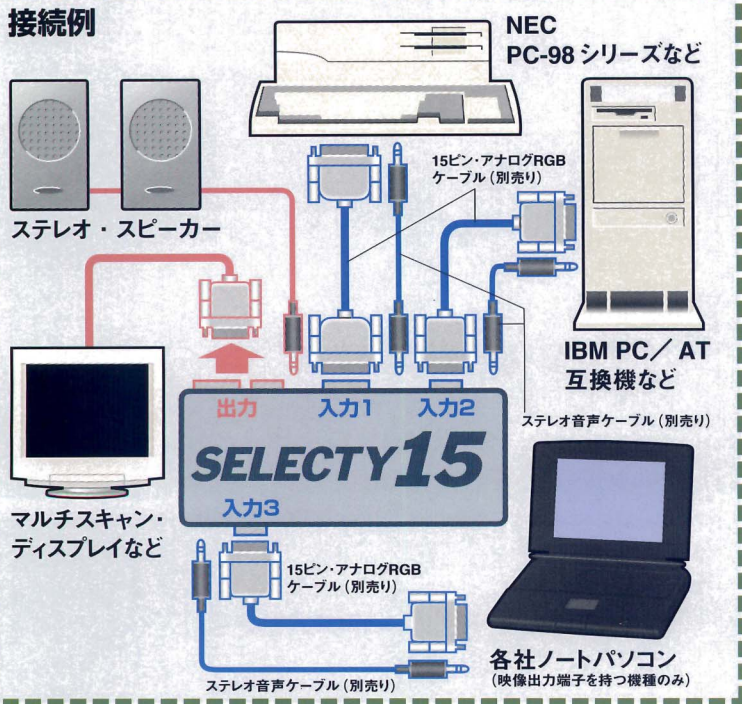 接続例
NEC
PC-98 シリーズなど
15ピン・アナログRGB
ケーブル（別売り）
ステレオ・スピーカー
IBM PC／AT
互換機など
出力
入力1
入力2
ステレオ音声ケーブル（別売り）
SELECTY15
入力3
マルチスキャン・
ディスプレイなど
15ピン・アナログRGB
ケーブル（別売り）
ステレオ音声ケーブル（別売り）
各社ノートパソコン
（映像出力端子を持つ機種のみ）